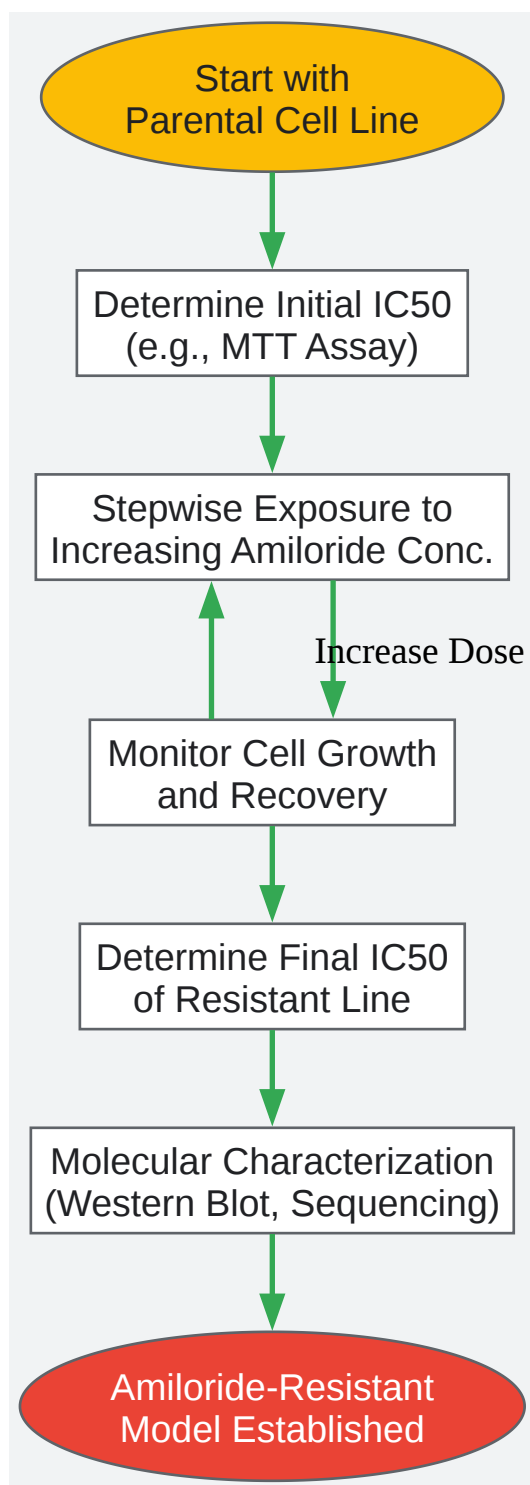 Start with
Parental Cell Line
Determine Initial IC50
(e.g., MTT Assay)
Stepwise Exposure to
Increasing Amiloride Conc.
Increase Dose
Monitor Cell Growth
and Recovery
Determine Final IC50
of Resistant Line
Molecular Characterization
(Western Blot, Sequencing)
Amiloride-Resistant
Model Established